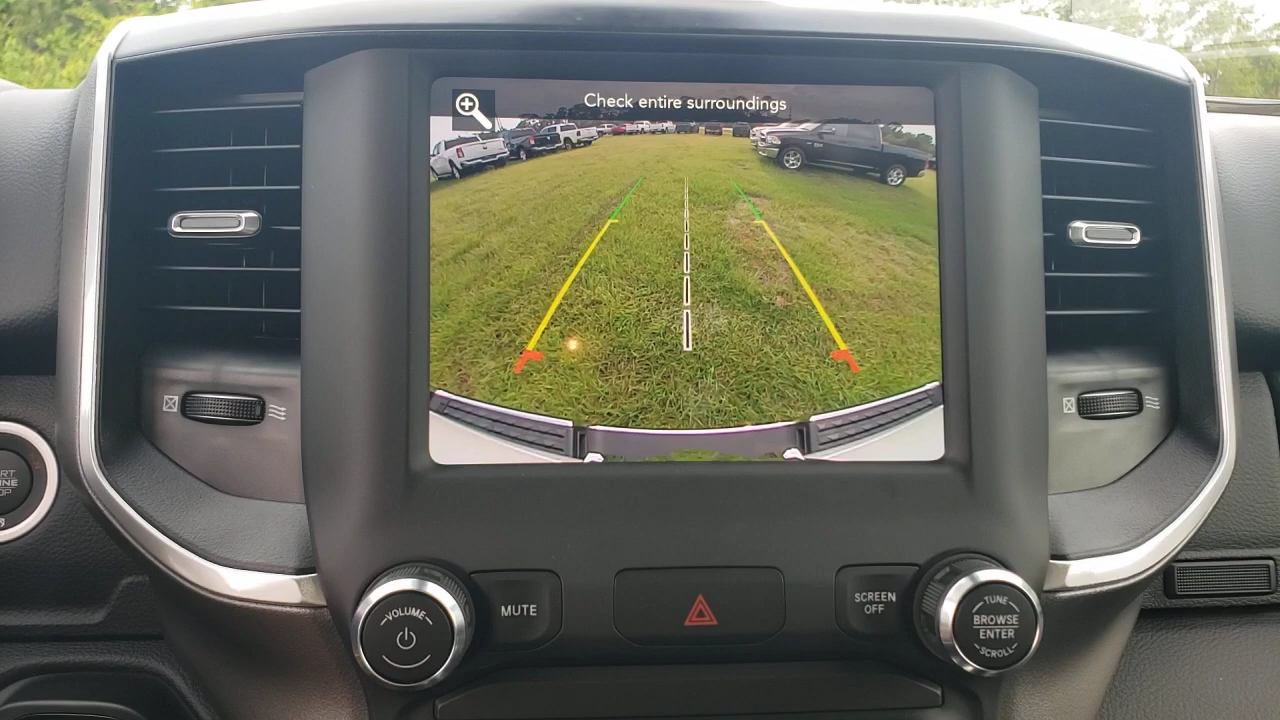 Check entire surroundings
VOLUME
MUTE
SCREEN
OFF
TUNE
BROWSE
ENTER
SCROLL